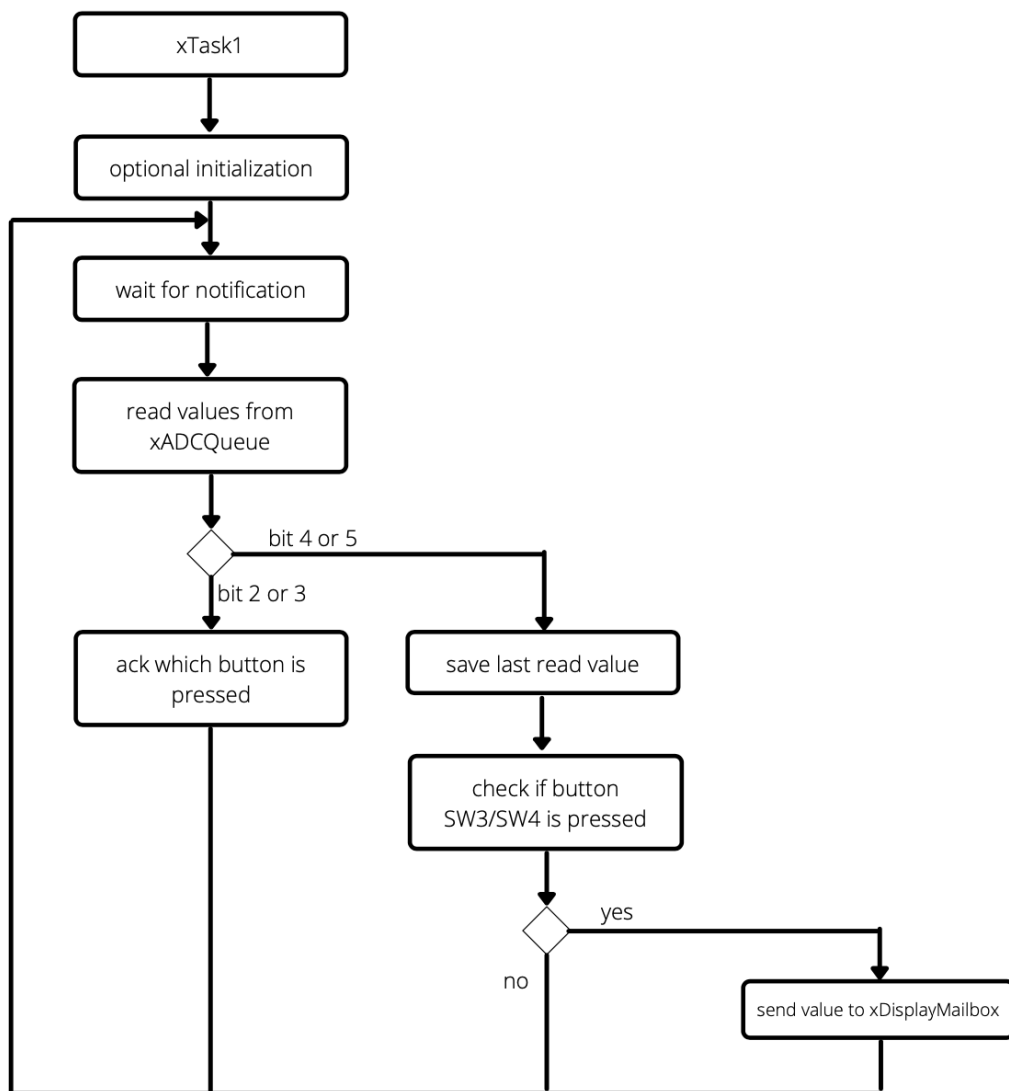 xTask1
optional initialization
wait for notification
read values from
xADCQueue
bit 4 or 5
bit 2 or 3
ack which button is
pressed
save last read value
check if button
SW3/SW4 is pressed
yes
no
send value to xDisplayMailbox